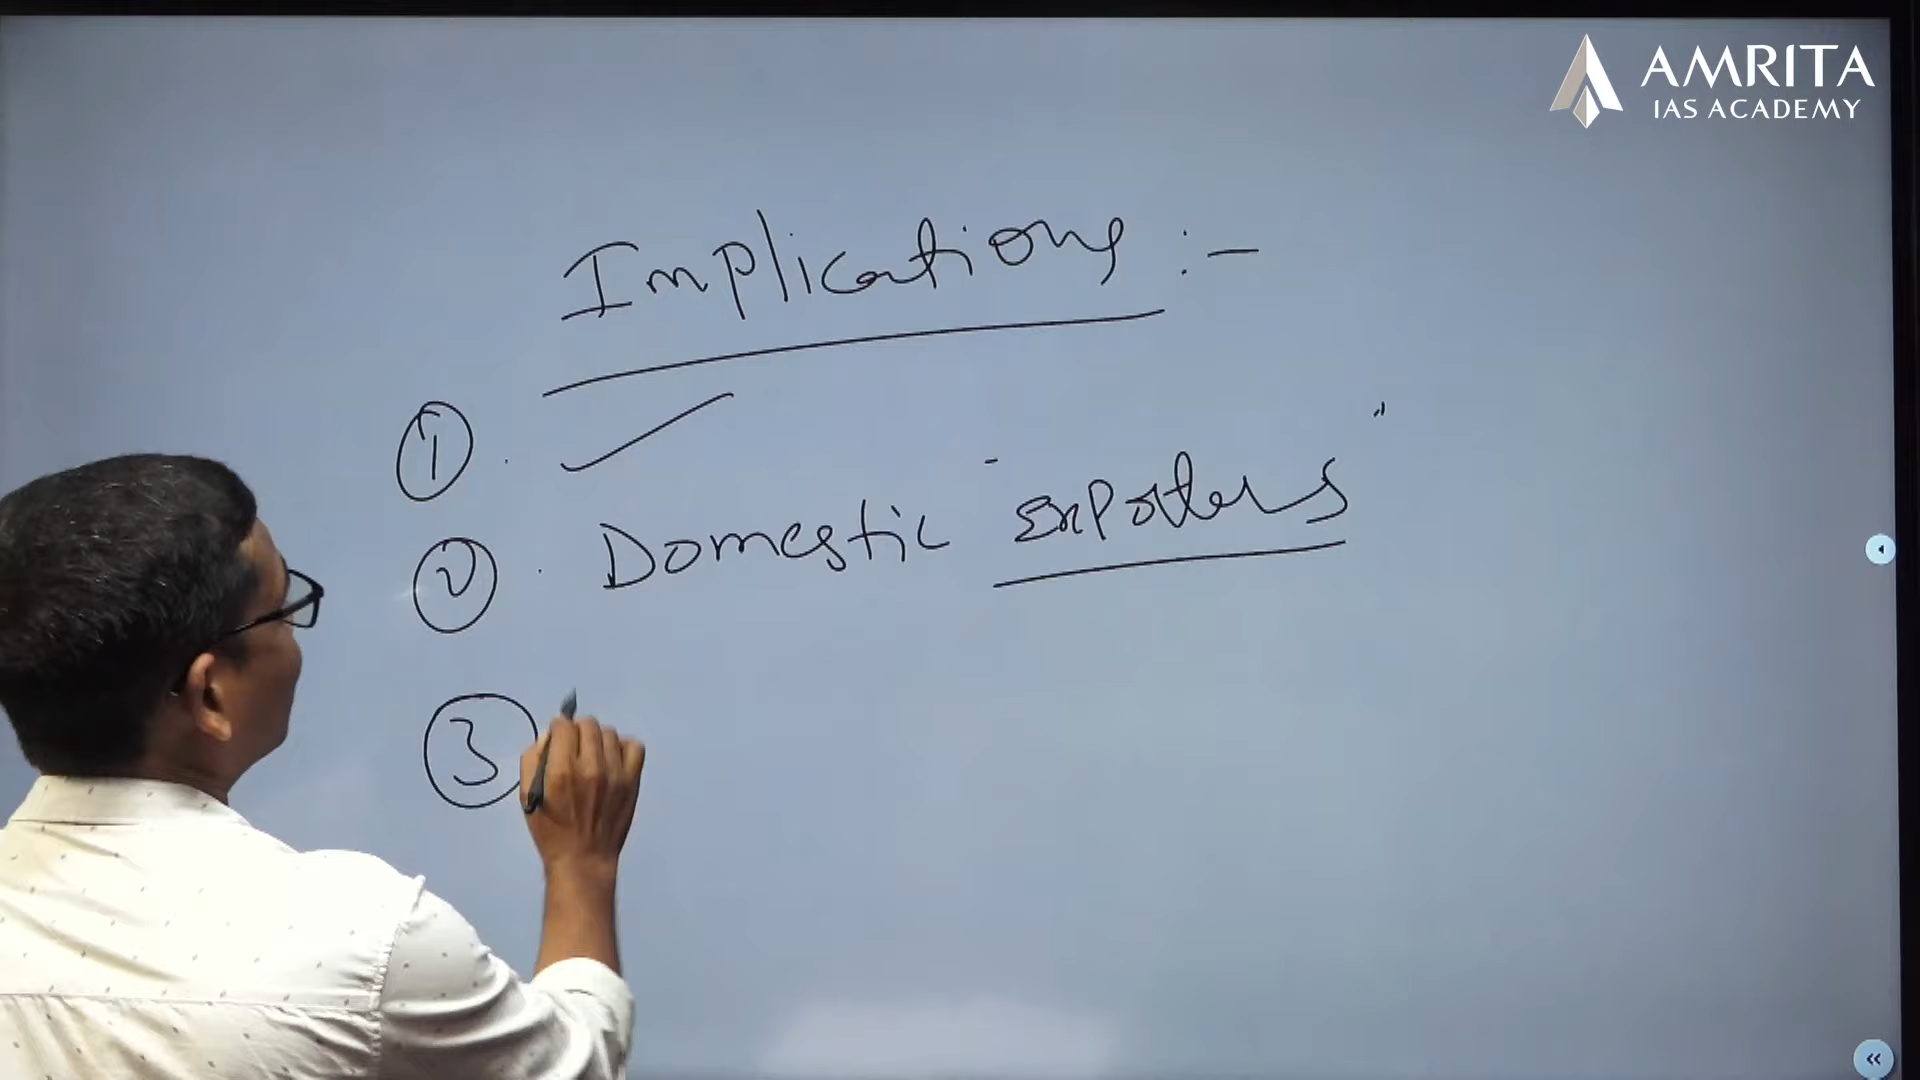 AMRITA
IAS ACADEMY
Implications :-
1.
2. Domestic "exporters"
3